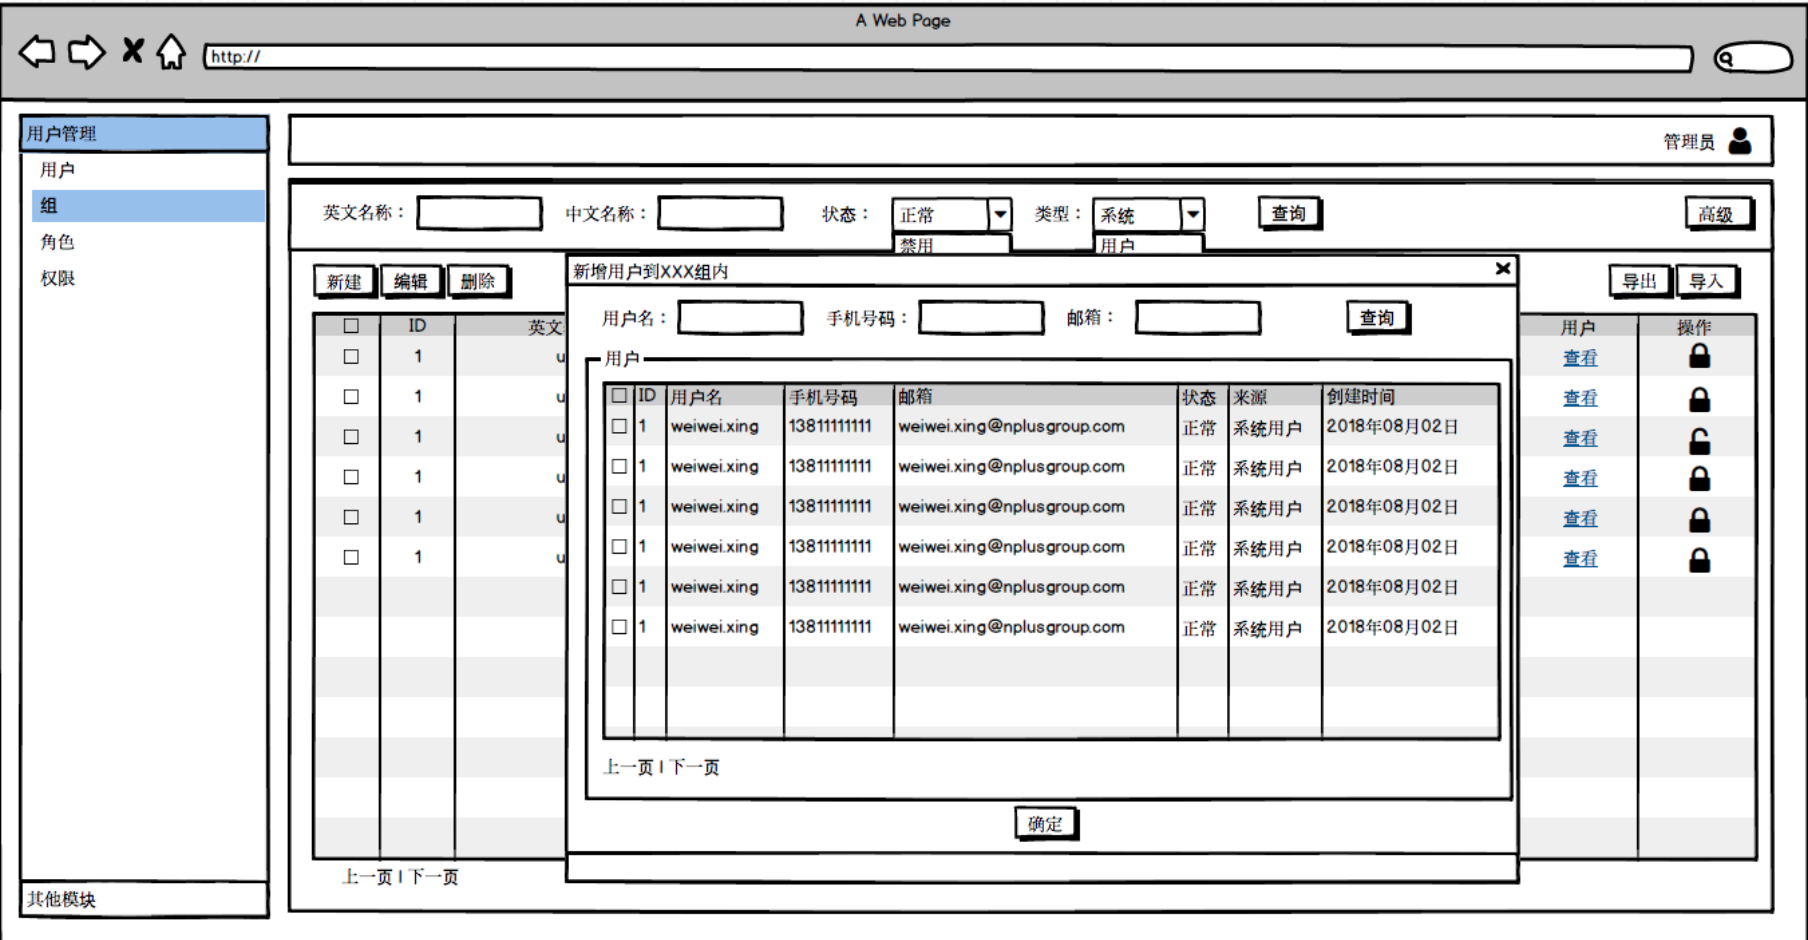 A Web Page
http://
用户管理
用户
组
角色
权限
其他模块
管理员
英文名称： 中文名称： 状态： 正常 类型： 系统 查询 高级
禁用 用户
新建 编辑 删除 导出 导入
ID 英文 用户 操作
1 u 查看
1 u 查看
1 u 查看
1 u 查看
1 u 查看
1 u 查看
上一页 | 下一页
新增用户到XXX组内
用户名： 手机号码： 邮箱： 查询
用户
ID 用户名 手机号码 邮箱 状态 来源 创建时间
1 weiwei.xing 13811111111 weiwei.xing@nplusgroup.com 正常 系统用户 2018年08月02日
1 weiwei.xing 13811111111 weiwei.xing@nplusgroup.com 正常 系统用户 2018年08月02日
1 weiwei.xing 13811111111 weiwei.xing@nplusgroup.com 正常 系统用户 2018年08月02日
1 weiwei.xing 13811111111 weiwei.xing@nplusgroup.com 正常 系统用户 2018年08月02日
1 weiwei.xing 13811111111 weiwei.xing@nplusgroup.com 正常 系统用户 2018年08月02日
1 weiwei.xing 13811111111 weiwei.xing@nplusgroup.com 正常 系统用户 2018年08月02日
上一页 | 下一页
确定